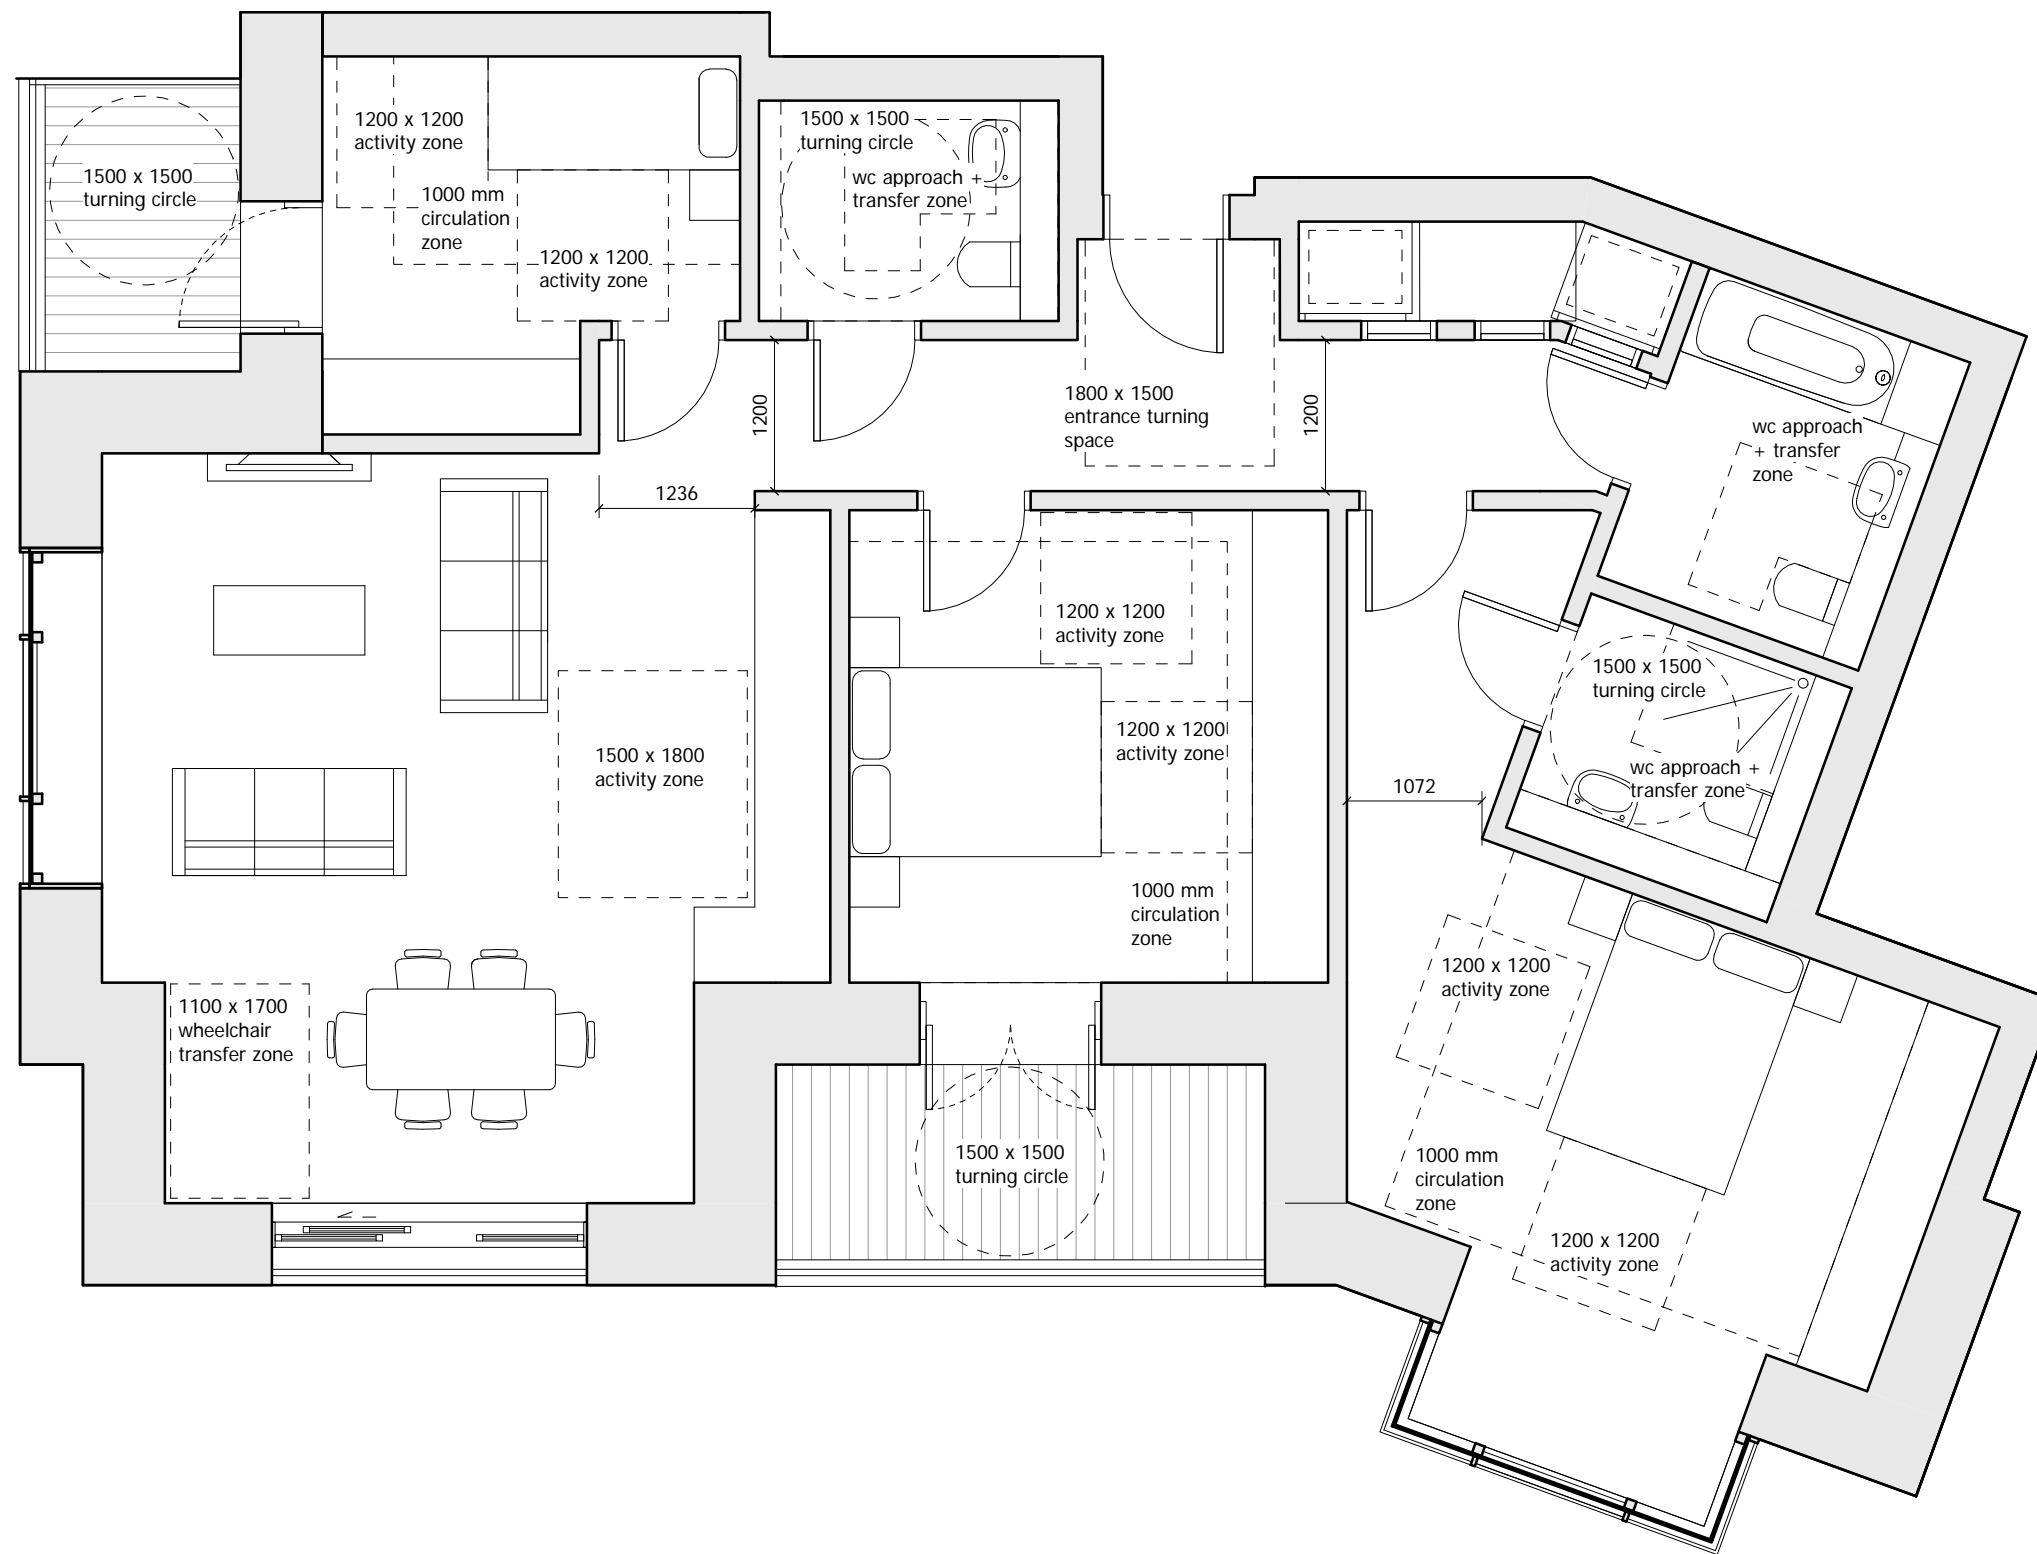 1200 x 1200
activity zone
1500 x 1500
turning circle
1000 mm
circulation
zone
1200 x 1200
activity zone
1500 x 1500
turning circle
wc approach +
transfer zone
1200
1800 x 1500
entrance turning
space
1200
wc approach
+ transfer
zone
1236
1200 x 1200
activity zone
1500 x 1500
turning circle
1500 x 1800
activity zone
1200 x 1200
activity zone
1072
wc approach +
transfer zone
1000 mm
circulation
zone
1200 x 1200
activity zone
1100 x 1700
wheelchair
transfer zone
1500 x 1500
turning circle
1000 mm
circulation
zone
1200 x 1200
activity zone